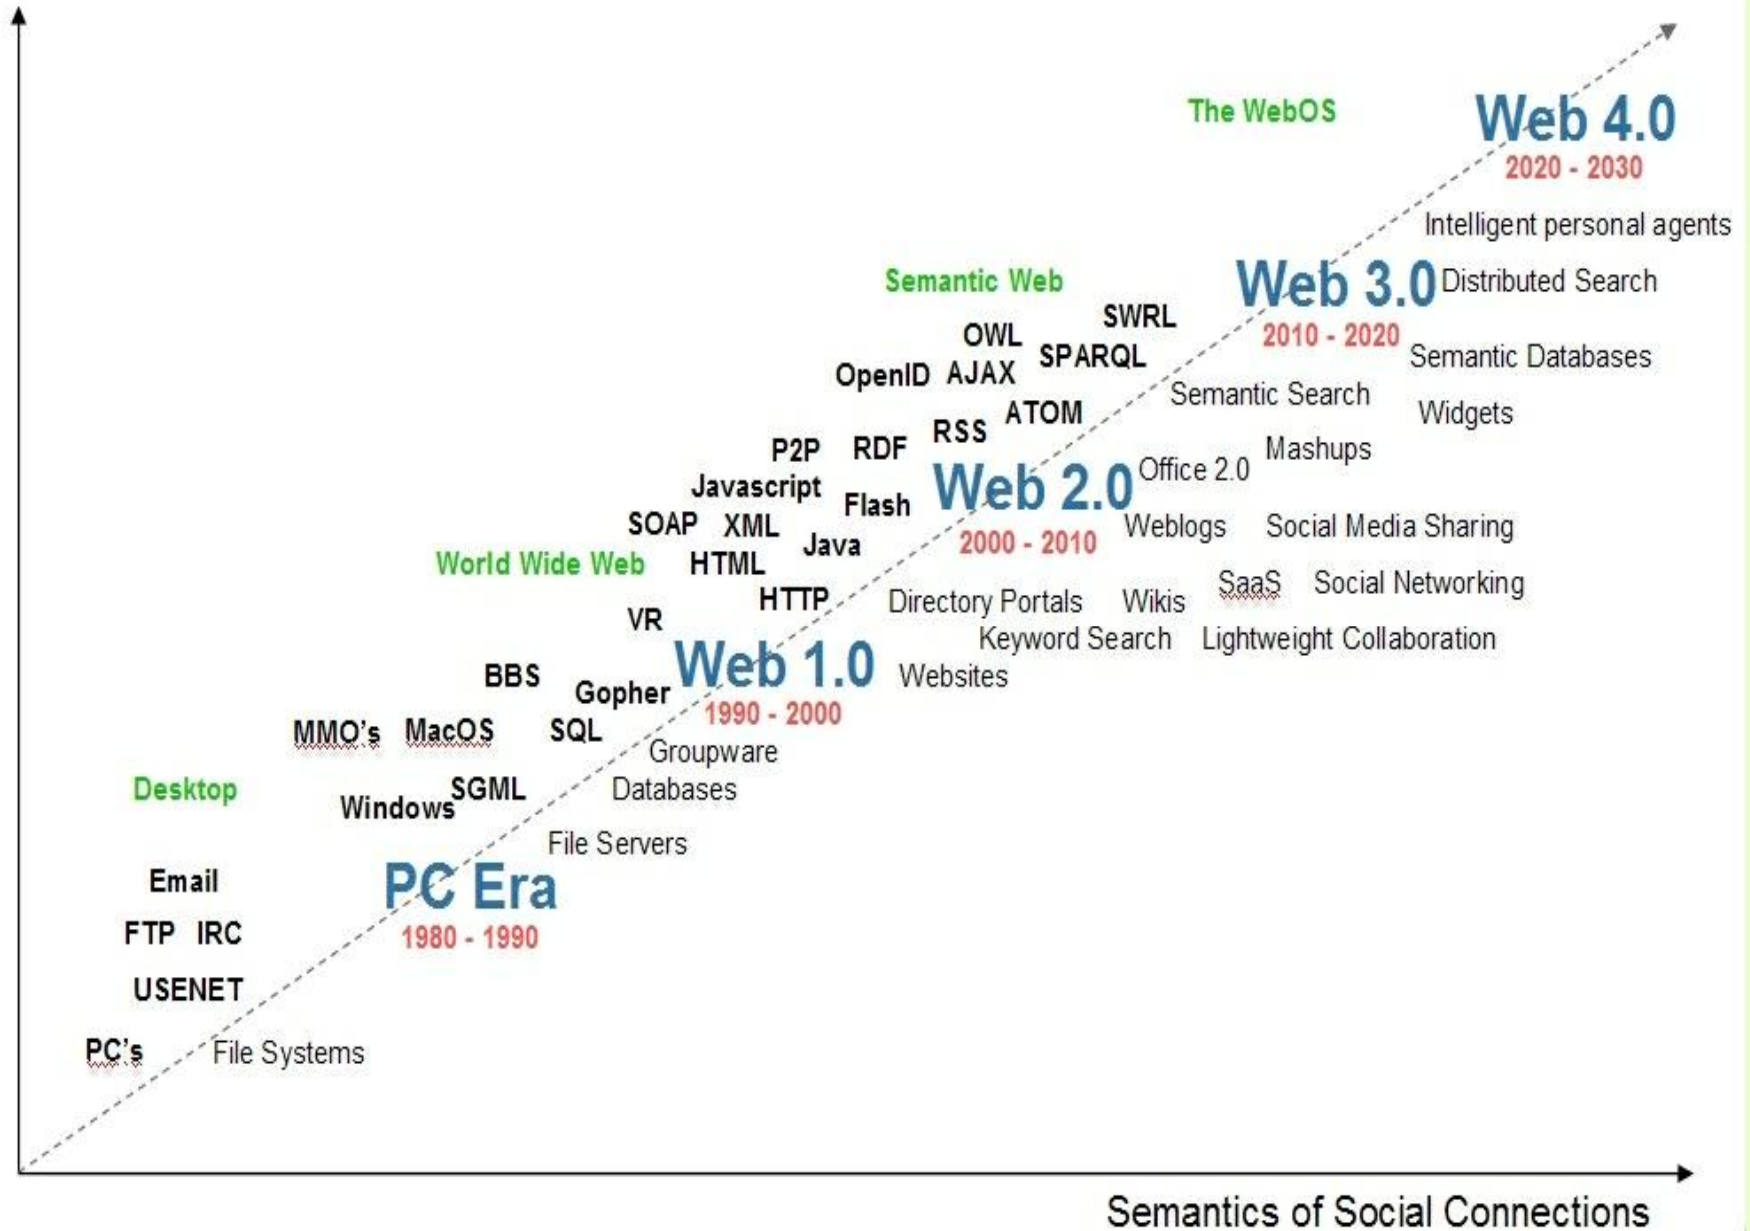 The WebOS
Web 4.0
2020 - 2030
Intelligent personal agents
Semantic Web
Web 3.0
Distributed Search
2010 - 2020
SWRL
OWL
SPARQL
Semantic Databases
OpenID
AJAX
Semantic Search
Widgets
ATOM
RSS
P2P
RDF
Mashups
Web 2.0
Office 2.0
Javascript
Flash
2000 - 2010
Weblogs
Social Media Sharing
SOAP
XML
Java
World Wide Web
HTML
HTTP
Directory Portals
Wikis
SaaS
Social Networking
VR
Keyword Search
Lightweight Collaboration
Web 1.0
Websites
1990 - 2000
BBS
Gopher
MMO's
MacOS
SQL
Groupware
Desktop
SGML
Databases
Windows
File Servers
PC Era
1980 - 1990
Email
FTP
IRC
USENET
PC's
File Systems
Semantics of Social Connections